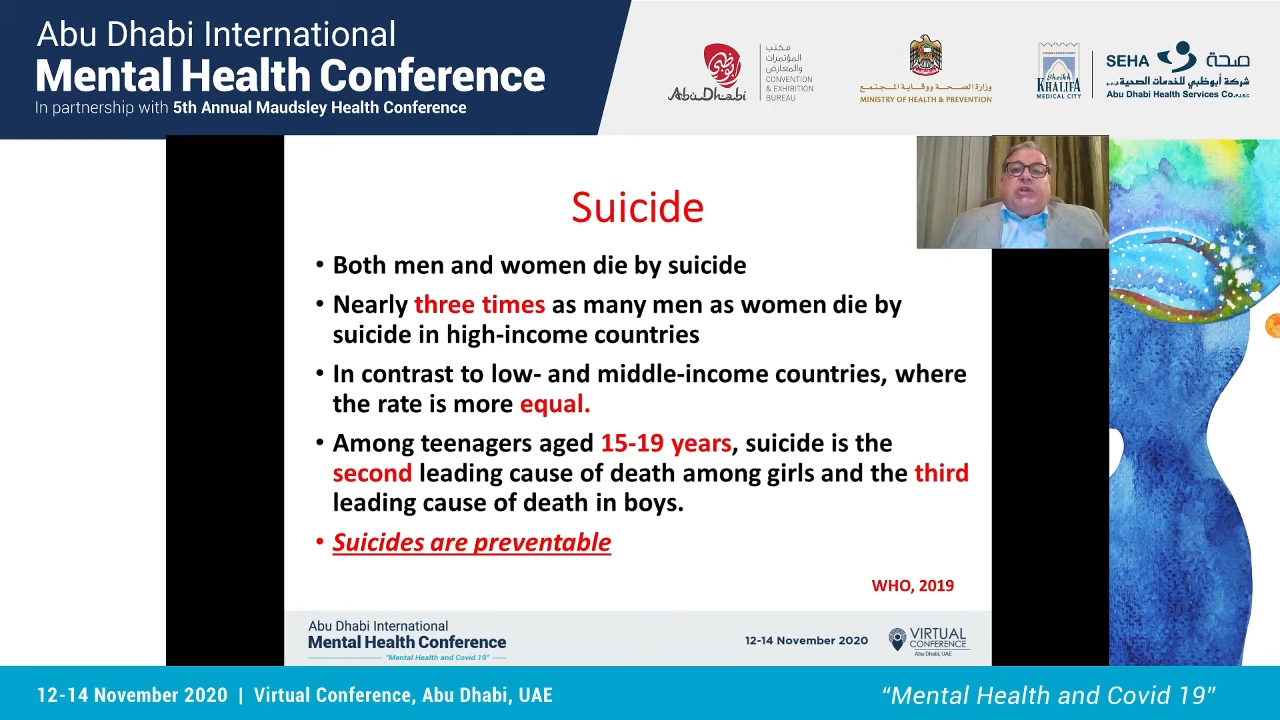 Abu Dhabi International
Mental Health Conference
In partnership with 5th Annual Maudsley Health Conference
AbuDhabi
مكتب
المؤتمرات
والمعارض
CONVENTION
& EXHIBITION
BUREAU
وزارة الصحة ووقاية المجتمع
MINISTRY OF HEALTH & PREVENTION
Sheikh
KHALIFA
MEDICAL CITY
SEHA صحة
شركة أبوظبي للخدمات الصحية
Abu Dhabi Health Services Co.
Suicide
• Both men and women die by suicide
• Nearly three times as many men as women die by
suicide in high-income countries
• In contrast to low- and middle-income countries, where
the rate is more equal.
• Among teenagers aged 15-19 years, suicide is the
second leading cause of death among girls and the third
leading cause of death in boys.
• Suicides are preventable
WHO, 2019
Abu Dhabi International
Mental Health Conference
"Mental Health and Covid 19"
12-14 November 2020
VIRTUAL
CONFERENCE
Abu Dhabi, UAE
12-14 November 2020 | Virtual Conference, Abu Dhabi, UAE
“Mental Health and Covid 19”